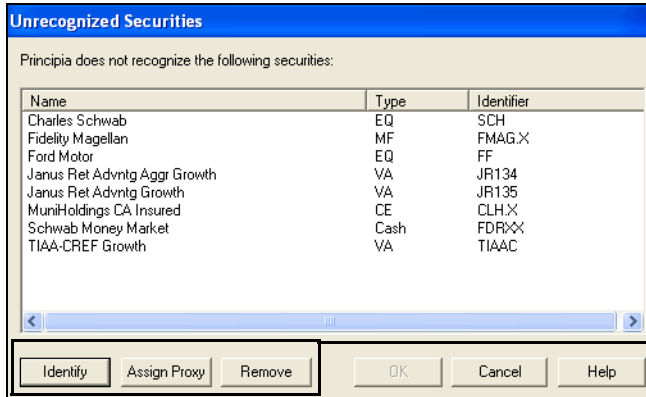 Unrecognized Securities
Principia does not recognize the following securities:
Name Type Identifier
Charles Schwab EQ SCH
Fidelity Magellan MF FMAG.X
Ford Motor EQ FF
Janus Ret Advntg Aggr Growth VA JR134
Janus Ret Advntg Growth VA JR135
MuniHoldings CA Insured CE CLH.X
Schwab Money Market Cash FDRXX
TIAA-CREF Growth VA TIAAC
Identify Assign Proxy Remove OK Cancel Help